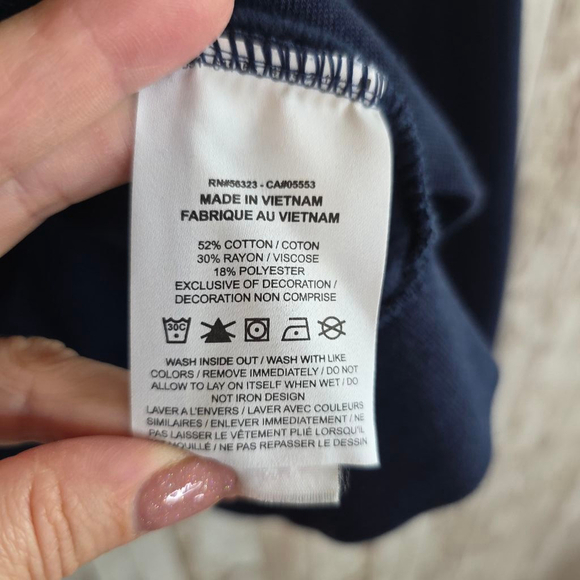 RN#56323 - CA#05553
MADE IN VIETNAM
FABRIQUE AU VIETNAM
52% COTTON / COTON
30% RAYON / VISCOSE
18% POLYESTER
EXCLUSIVE OF DECORATION /
DECORATION NON COMPRISE
30C
WASH INSIDE OUT / WASH WITH LIKE
COLORS / REMOVE IMMEDIATELY / DO NOT
ALLOW TO LAY ON ITSELF WHEN WET / DO
NOT IRON DESIGN
LAVER A L'ENVERS / LAVER AVEC COULEURS
SIMILAIRES / ENLEVER IMMEDIATEMENT / NE
PAS LAISSER LE VÊTEMENT PLIÉ LORSQU'IL
/ NE PAS REPASSER LE DESSIN